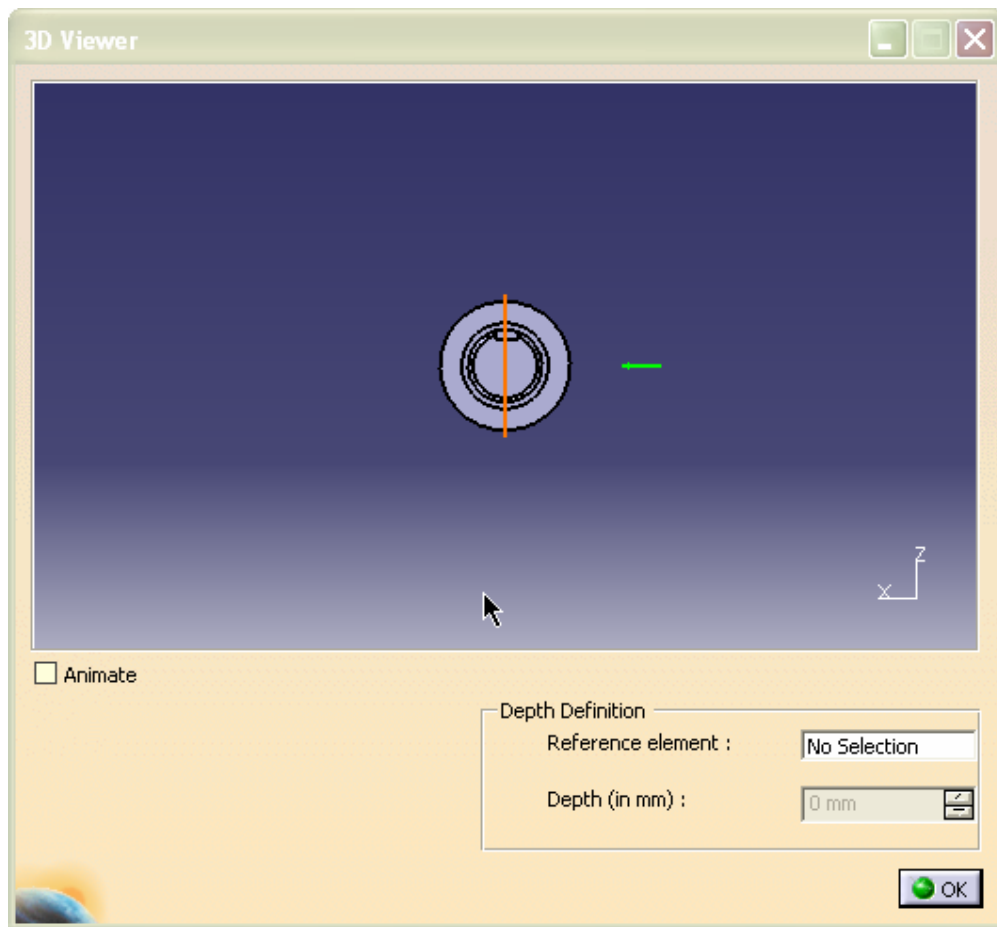 3D Viewer
Z
X
Animate
Depth Definition
Reference element :
No Selection
Depth (in mm) :
0 mm
OK